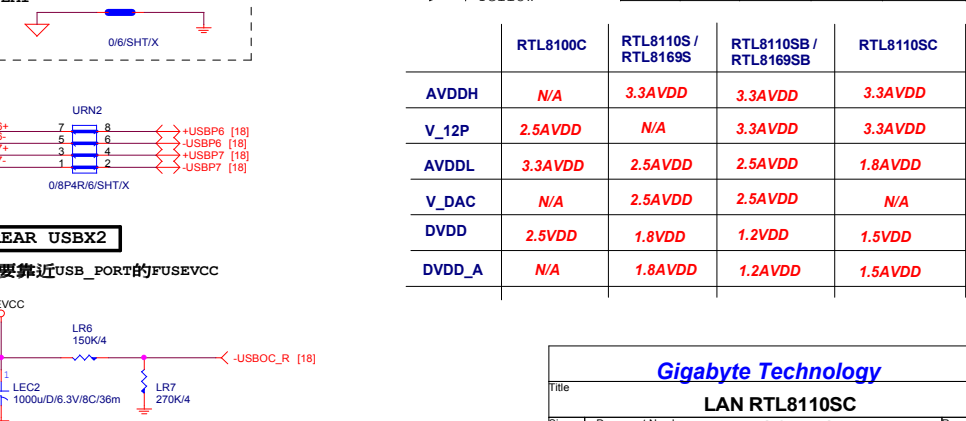 0/6/SHT/X
RTL8100C
RTL8110S /
RTL8169S
RTL8110SB /
RTL8169SB
RTL8110SC
AVDDH
N/A
3.3AVDD
3.3AVDD
3.3AVDD
V_12P
2.5AVDD
N/A
3.3AVDD
3.3AVDD
AVDDL
3.3AVDD
2.5AVDD
2.5AVDD
1.8AVDD
V_DAC
N/A
2.5AVDD
2.5AVDD
N/A
DVDD
2.5VDD
1.8VDD
1.2VDD
1.5VDD
DVDD_A
N/A
1.8AVDD
1.2AVDD
1.5AVDD
URN2
7 8 +USBP6 [18]
5 6 -USBP6 [18]
3 4 +USBP7 [18]
1 2 -USBP7 [18]
0/8P4R/6/SHT/X
EAR USBX2
要靠近USB_PORT的FUSEVCC
EVCC
LR6
150K/4
-USBOC_R [18]
1
LEC2
1000u/D/6.3V/8C/36m
LR7
270K/4
Gigabyte Technology
Title
LAN RTL8110SC